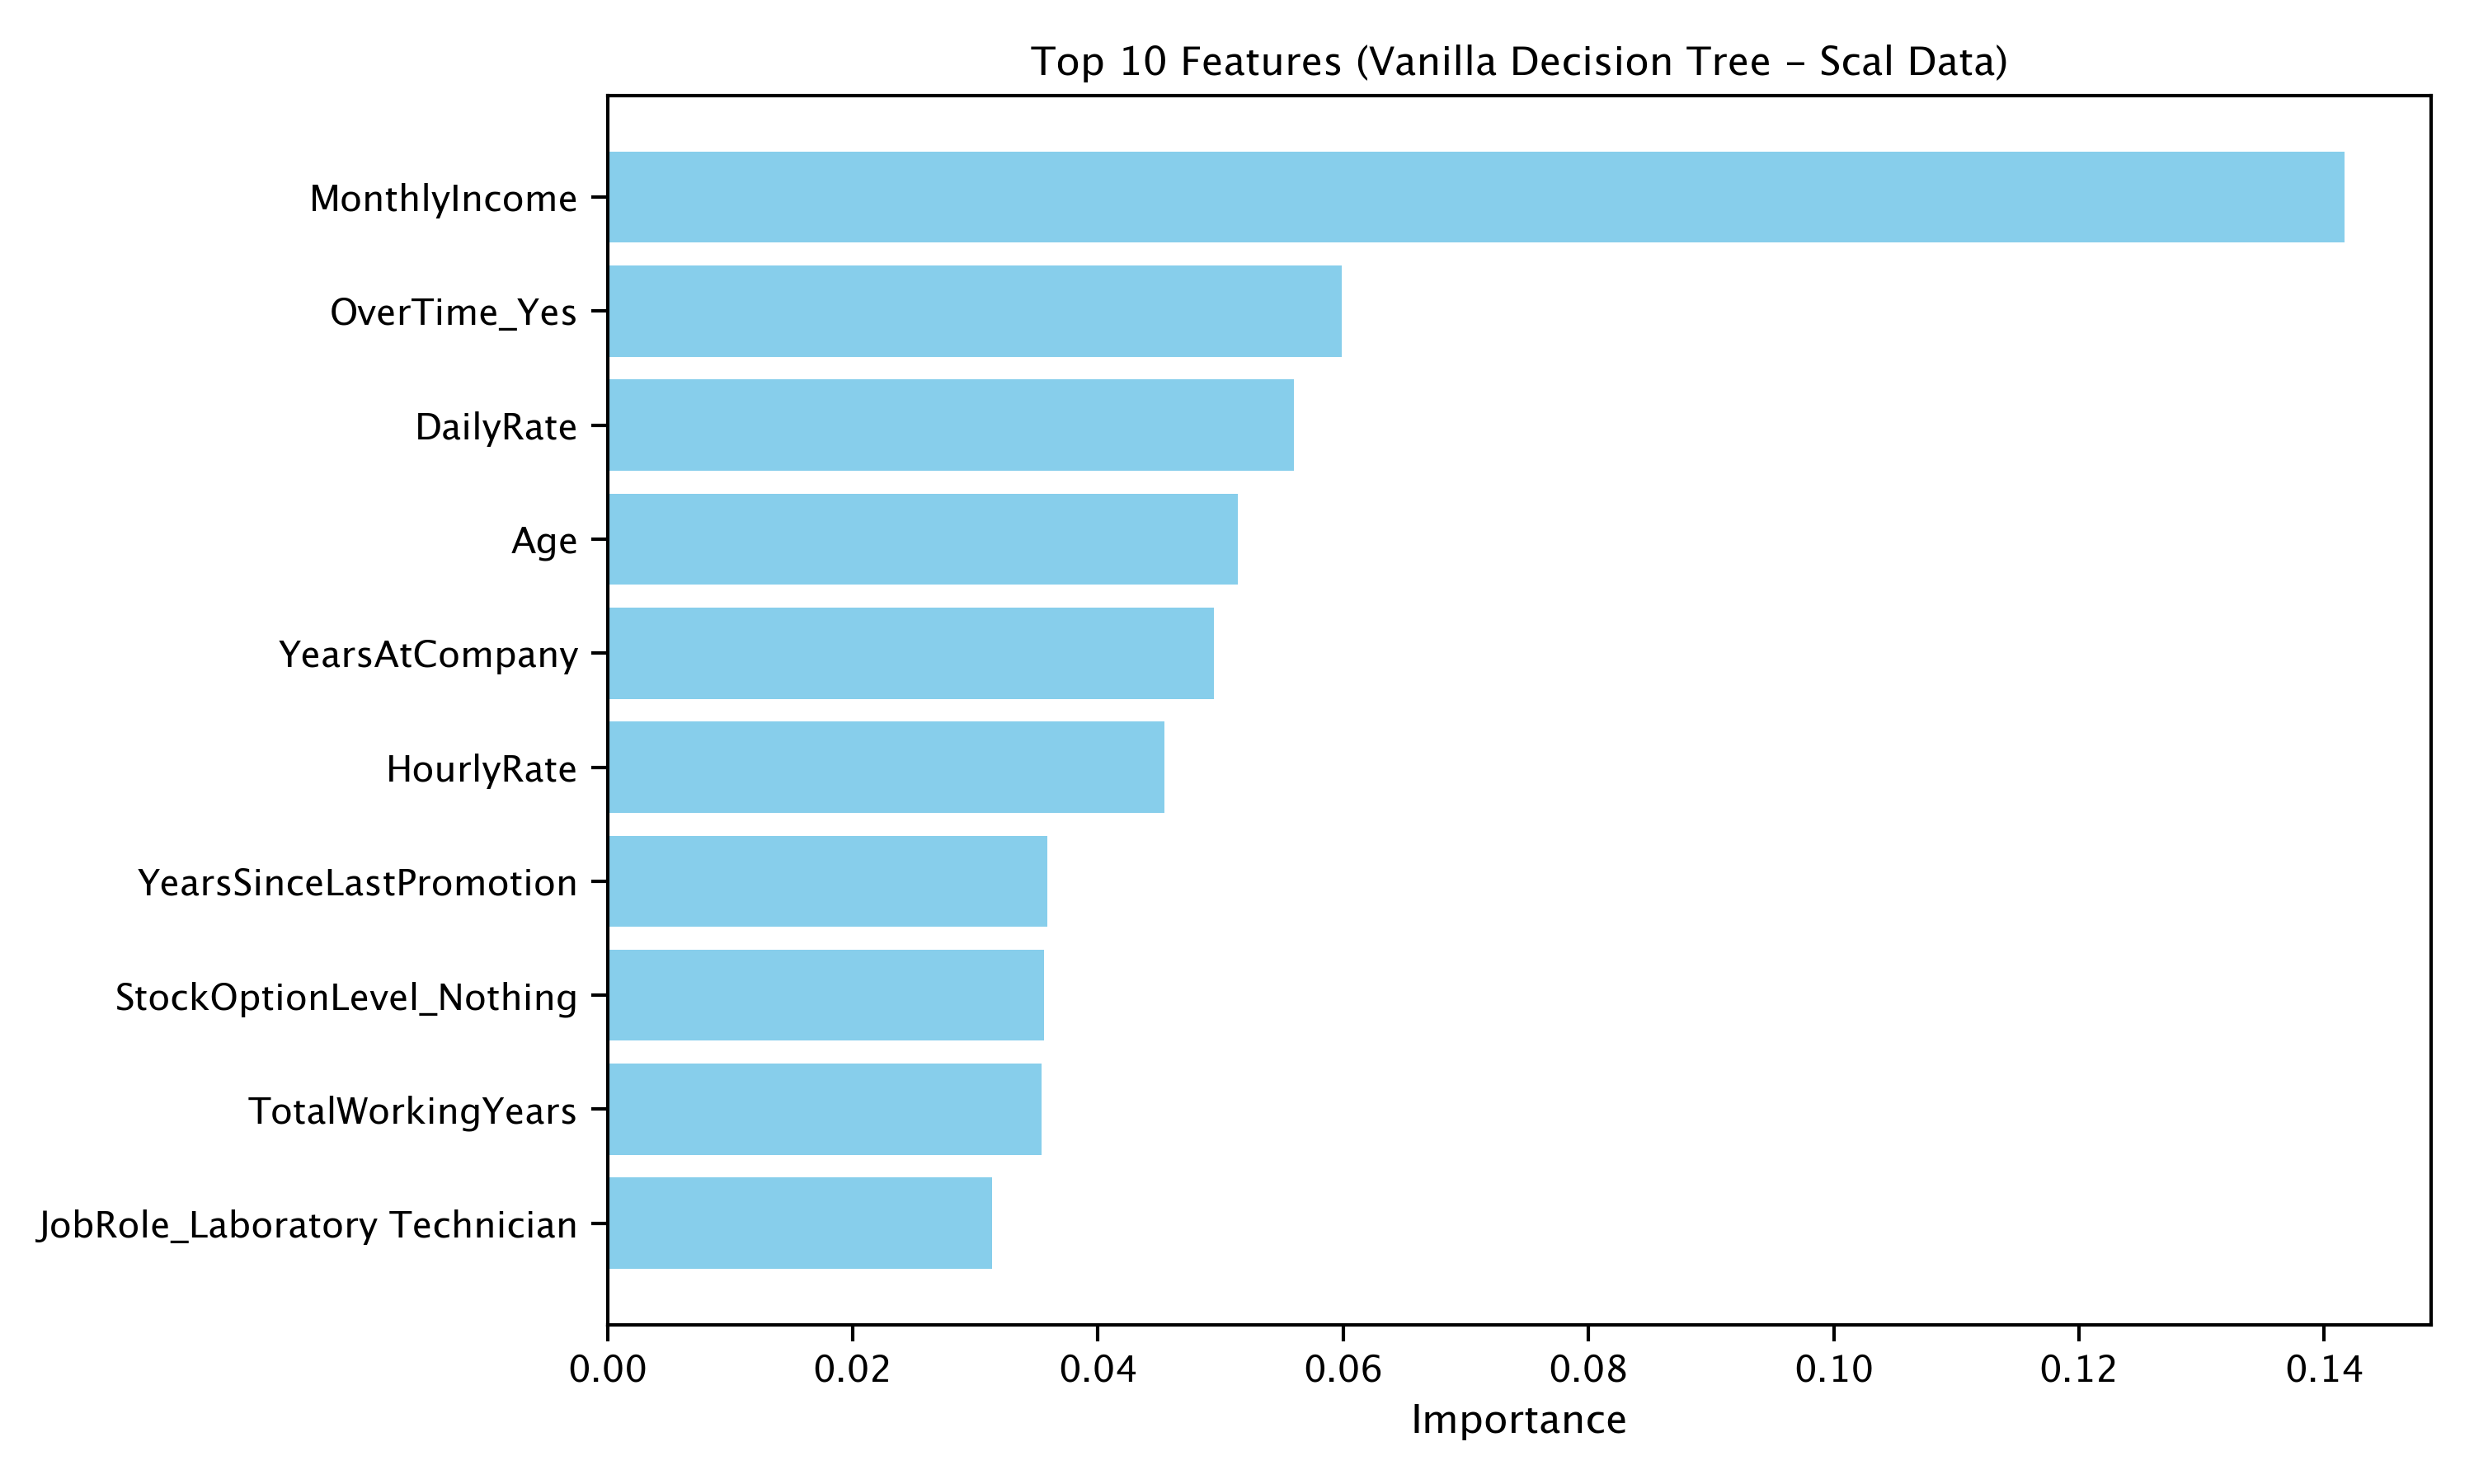 Top 10 Features (Vanilla Decision Tree – Scal Data)
MonthlyIncome
OverTime_Yes
DailyRate
Age
YearsAtCompany
HourlyRate
YearsSinceLastPromotion
StockOptionLevel_Nothing
TotalWorkingYears
JobRole_Laboratory Technician
0.00 0.02 0.04 0.06 0.08 0.10 0.12 0.14
Importance